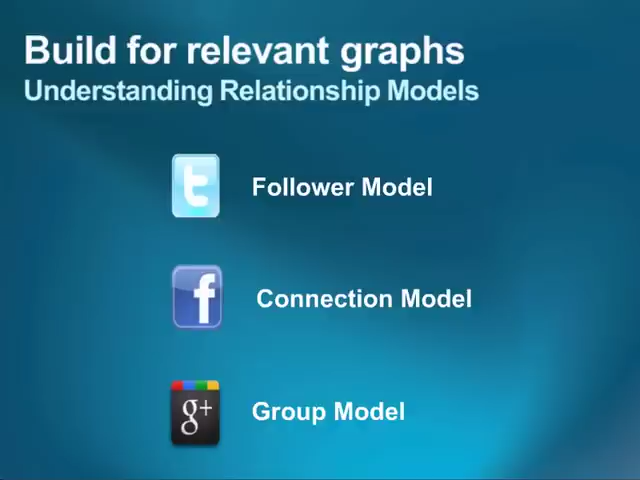 Build for relevant graphs
Understanding Relationship Models
t Follower Model
f Connection Model
g+ Group Model